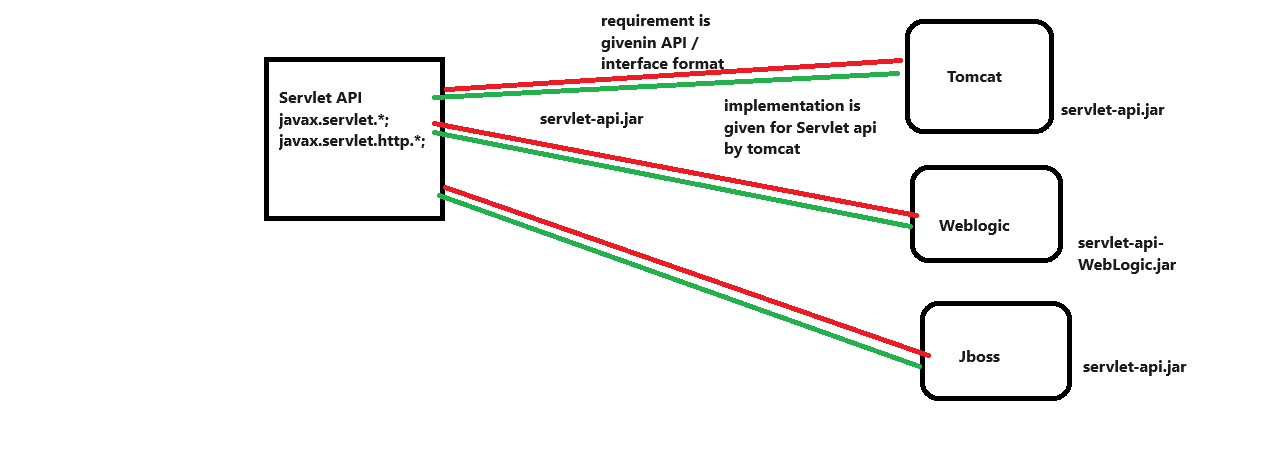 requirement is
givenin API /
interface format
Servlet API
javax.servlet.*;
javax.servlet.http.*;
servlet-api.jar
implementation is
given for Servlet api
by tomcat
Tomcat
servlet-api.jar
Weblogic
servlet-api-
WebLogic.jar
Jboss
servlet-api.jar